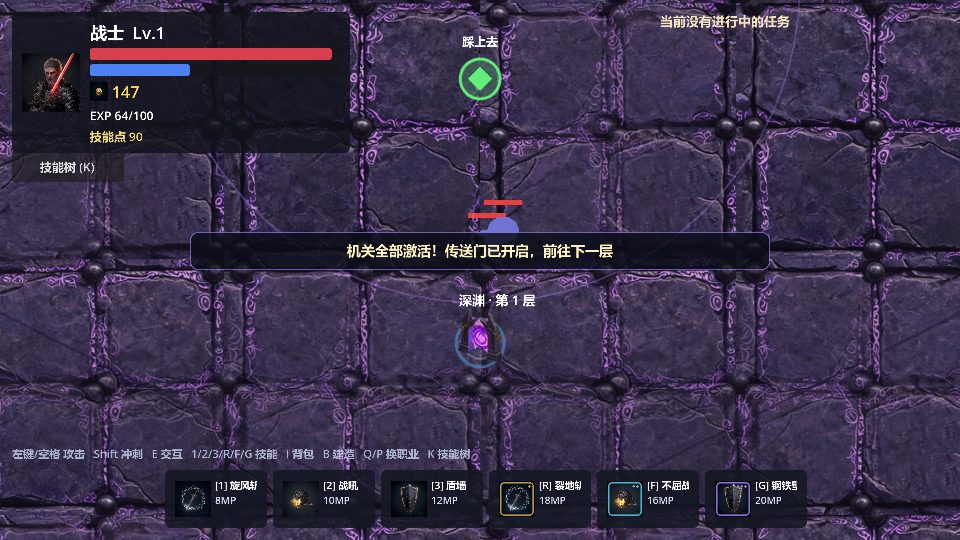 战士 Lv.1
147
EXP 64/100
技能点 90
技能树 (K)
当前没有进行中的任务
踩上去
机关全部激活！传送门已开启，前往下一层
深渊 · 第 1 层
左键/空格 攻击 Shift 冲刺 E 交互 1/2/3/R/F/G 技能 I 背包 B 建造 Q/P 换职业 K 技能树
[1] 旋风斩
8MP
[2] 战吼
10MP
[3] 盾墙
12MP
[R] 裂地斩
18MP
[F] 不屈战
16MP
[G] 钢铁
20MP